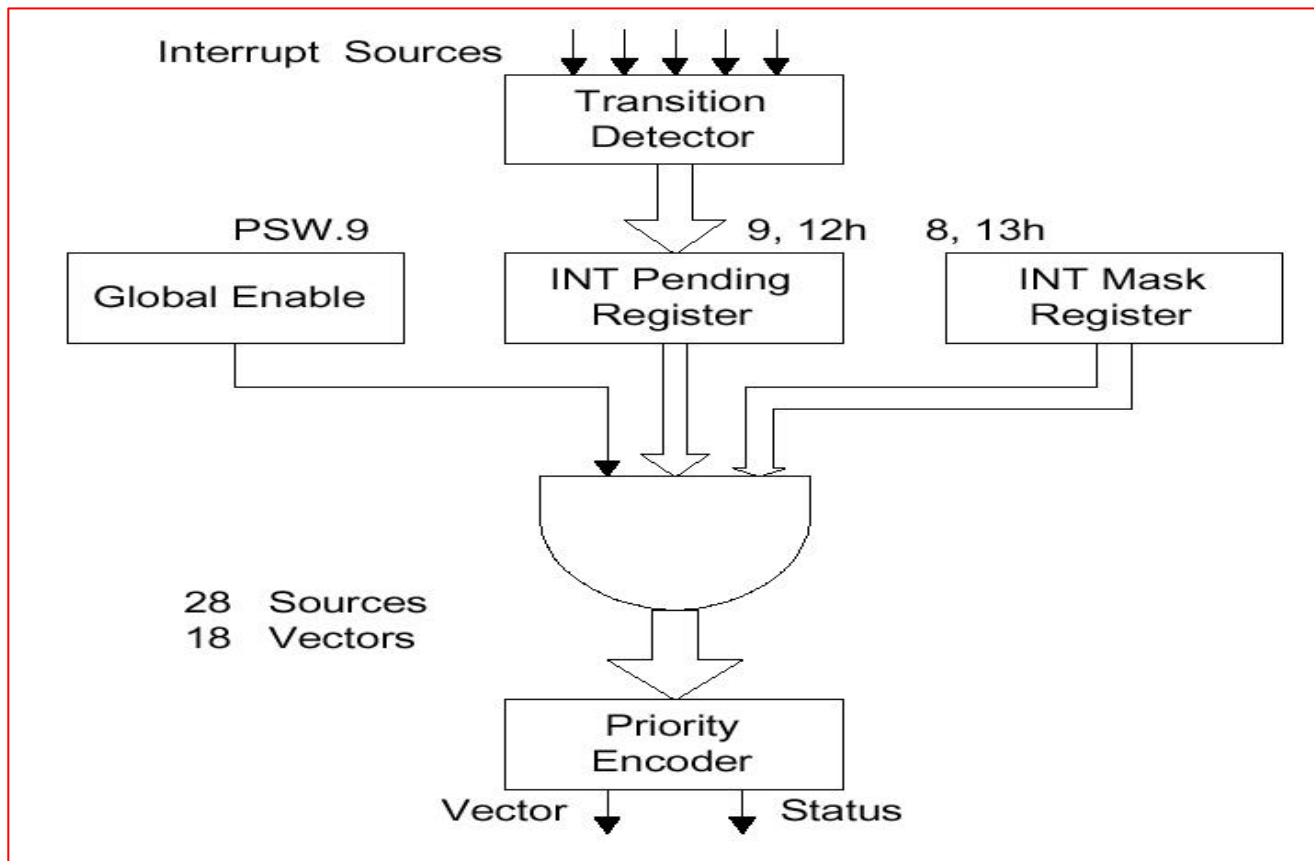 Interrupt Sources
Transition
Detector
PSW.9
9, 12h
8, 13h
Global Enable
INT Pending
Register
INT Mask
Register
28 Sources
18 Vectors
Priority
Encoder
Vector
Status